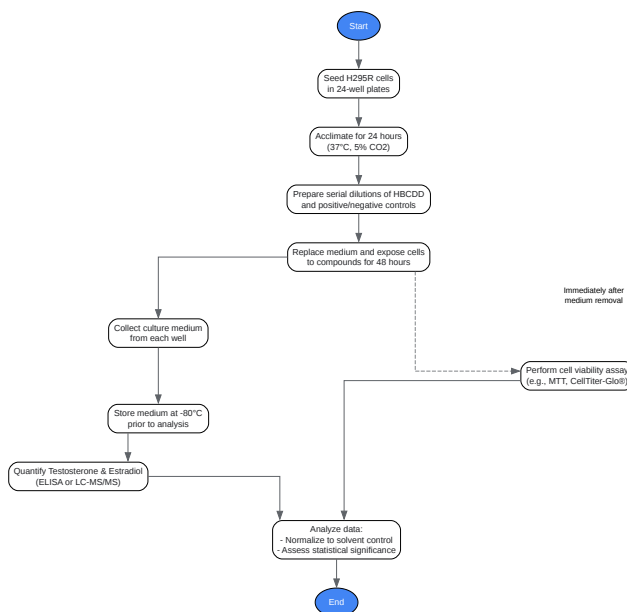 Start
Seed H295R cells
in 24-well plates
Acclimate for 24 hours
(37°C, 5% CO2)
Prepare serial dilutions of HBCDD
and positive/negative controls
Replace medium and expose cells
to compounds for 48 hours
Immediately after
medium removal
Collect culture medium
from each well
Perform cell viability assay
(e.g., MTT, CellTiter-Glo®)
Store medium at -80°C
prior to analysis
Quantify Testosterone & Estradiol
(ELISA or LC-MS/MS)
Analyze data:
- Normalize to solvent control
- Assess statistical significance
End